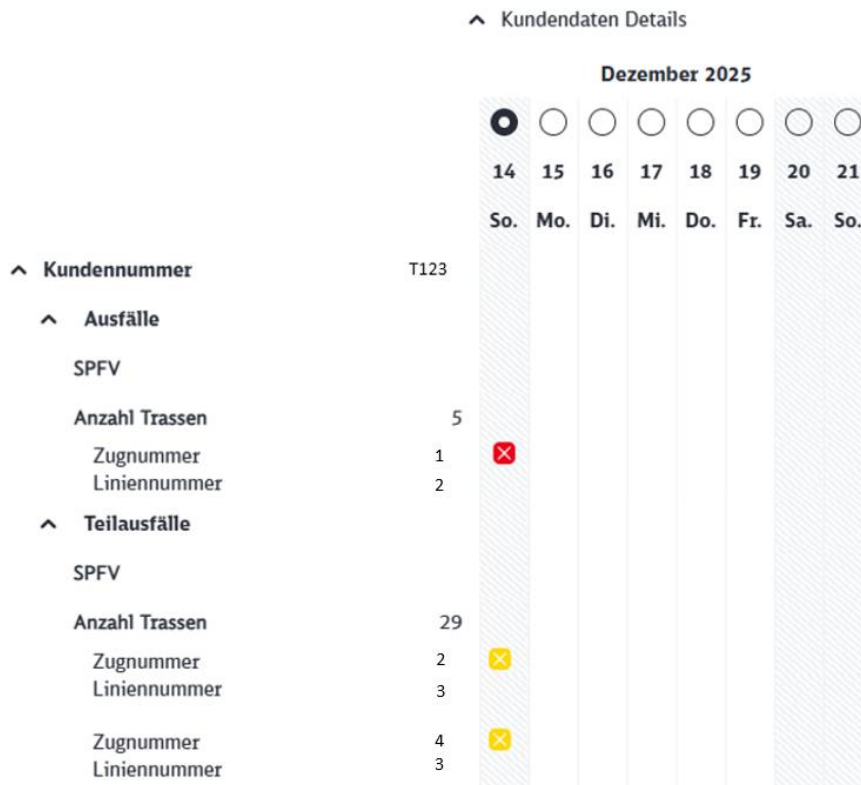 Kundendaten Details
Dezember 2025
14 15 16 17 18 19 20 21
So. Mo. Di. Mi. Do. Fr. Sa. So.
Kundennummer T123
Ausfälle
SPFV
Anzahl Trassen 5
Zugnummer 1
Liniennummer 2
Teilausfälle
SPFV
Anzahl Trassen 29
Zugnummer 2
Liniennummer 3
Zugnummer 4
Liniennummer 3